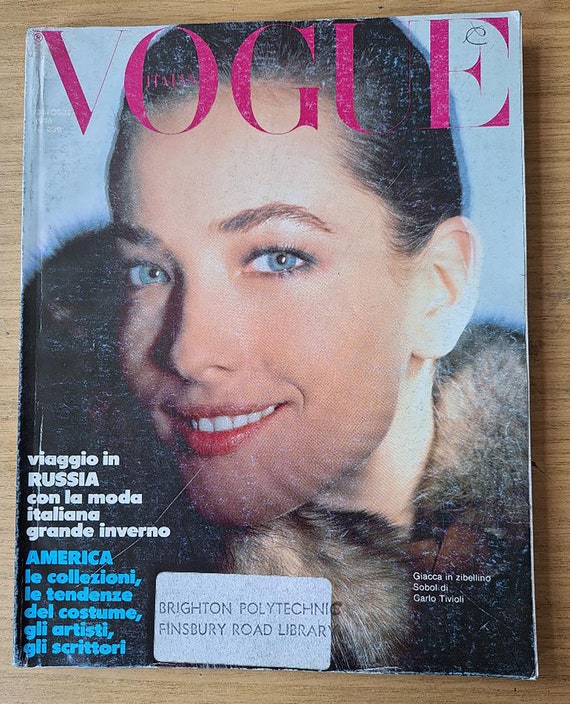 VOGUE
ITALIA
viaggio in
RUSSIA
con la moda
italiana
grande inverno
AMERICA
le collezioni,
le tendenze
del costume,
gli artisti,
gli scrittori
Giacca in zibellino
Sobol di
Carlo Tivioli
BRIGHTON POLYTECHNIC
FINSBURY ROAD LIBRARY